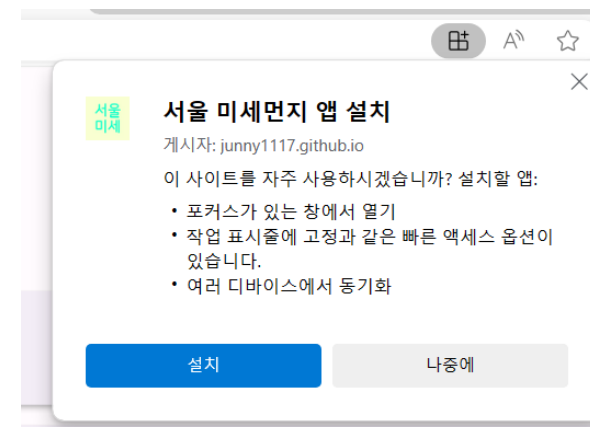 서울
미세
서울 미세먼지 앱 설치
게시자: junny1117.github.io
이 사이트를 자주 사용하시겠습니까? 설치할 앱:
• 포커스가 있는 창에서 열기
• 작업 표시줄에 고정과 같은 빠른 액세스 옵션이
있습니다.
• 여러 디바이스에서 동기화
설치
나중에